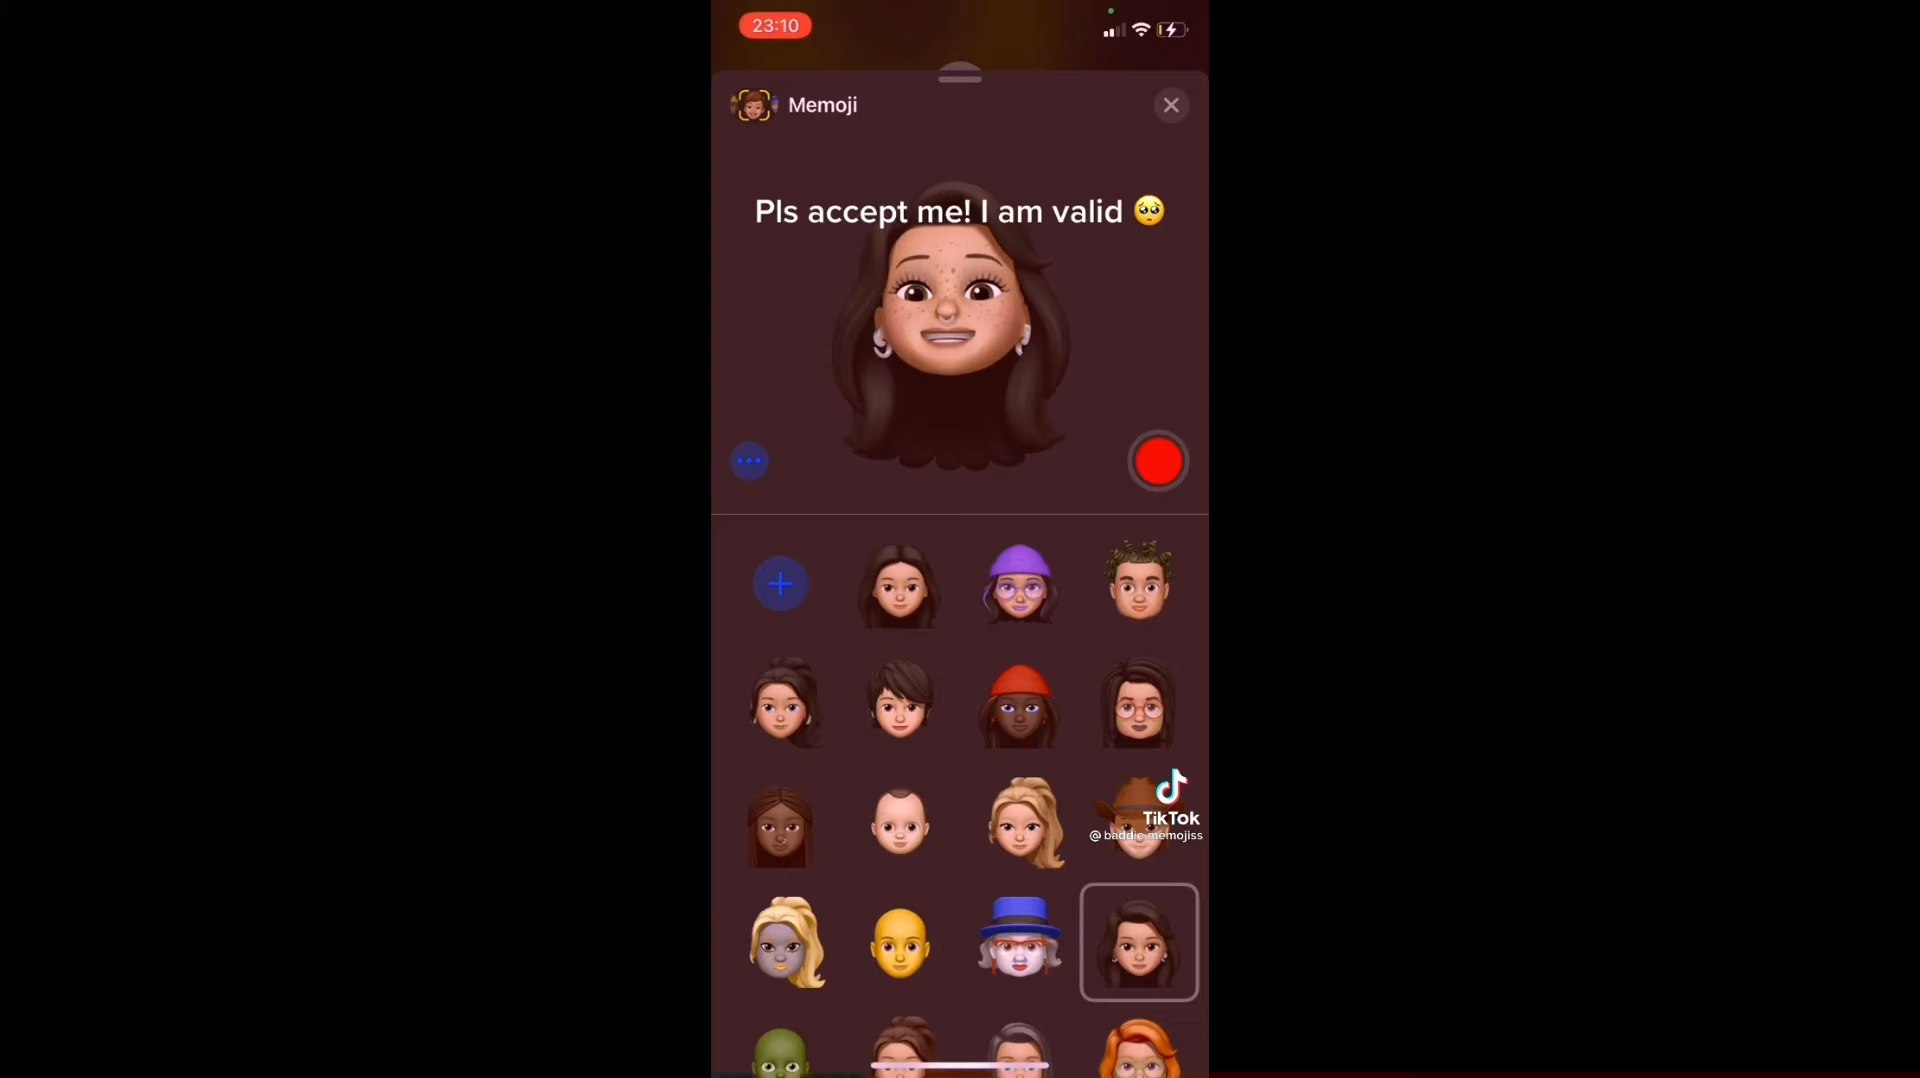 23:10
Memoji
Pls accept me! I am valid 🥺
TikTok
@ baddie.memojiss